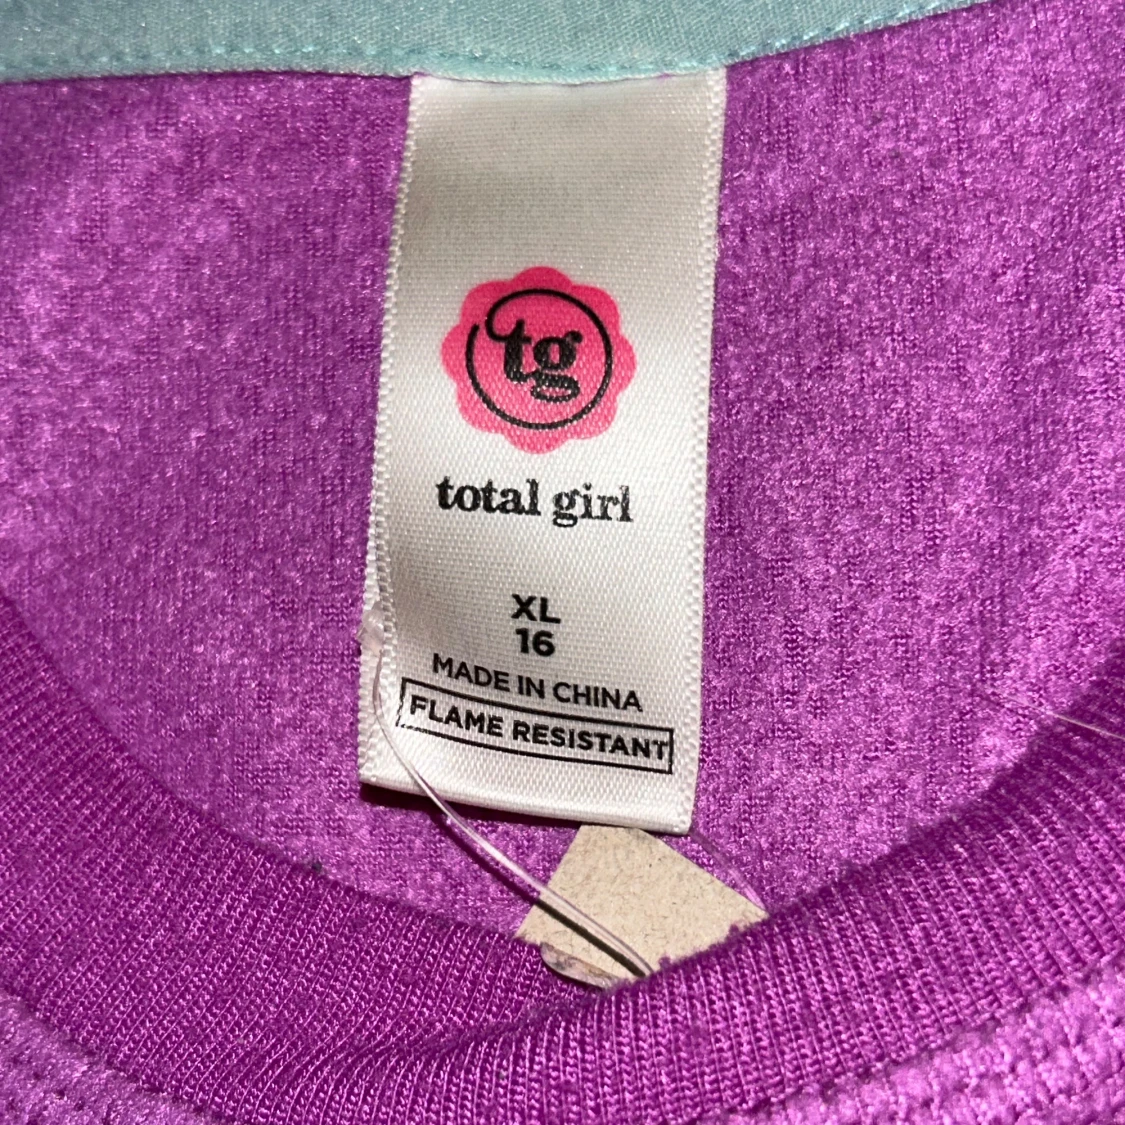 tg
total girl
XL
16
MADE IN CHINA
FLAME RESISTANT